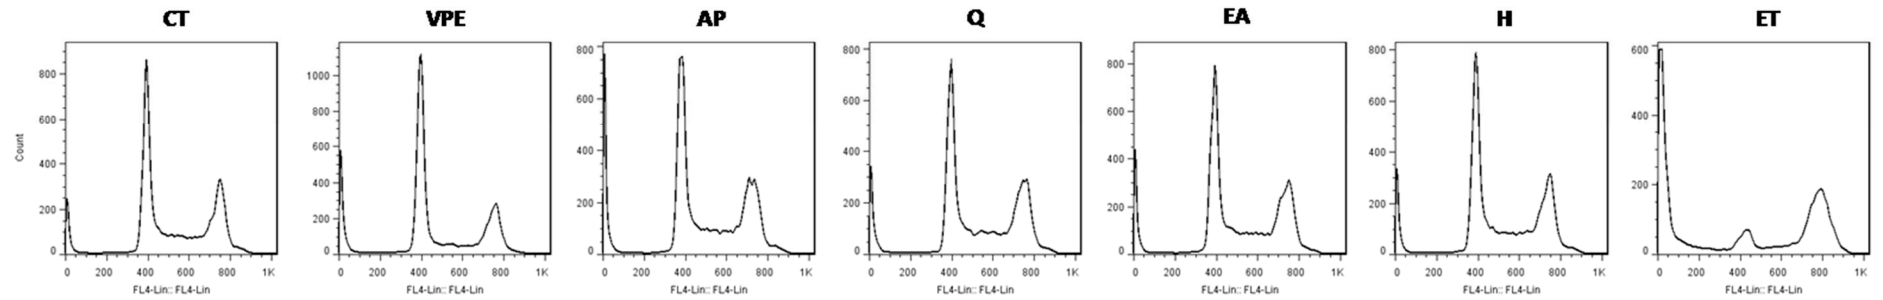 CT VPE AP Q EA H ET
Count
800 600 400 200 0
0 200 400 600 800 1K
FL4-Lin:: FL4-Lin
1000 800 600 400 200 0
0 200 400 600 800 1K
FL4-Lin:: FL4-Lin
800 600 400 200 0
0 200 400 600 800 1K
FL4-Lin:: FL4-Lin
800 600 400 200 0
0 200 400 600 800 1K
FL4-Lin:: FL4-Lin
800 600 400 200 0
0 200 400 600 800 1K
FL4-Lin:: FL4-Lin
800 600 400 200 0
0 200 400 600 800 1K
FL4-Lin:: FL4-Lin
600 400 200 0
0 200 400 600 800 1K
FL4-Lin:: FL4-Lin